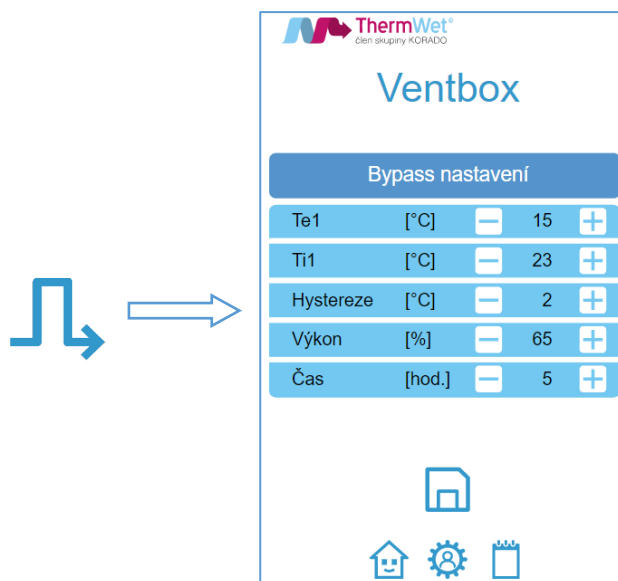 ThermWet®
člen skupiny KORADO
Ventbox
Bypass nastavení
Te1 [°C] − 15 +
Ti1 [°C] − 23 +
Hystereze [°C] − 2 +
Výkon [%] − 65 +
Čas [hod.] − 5 +